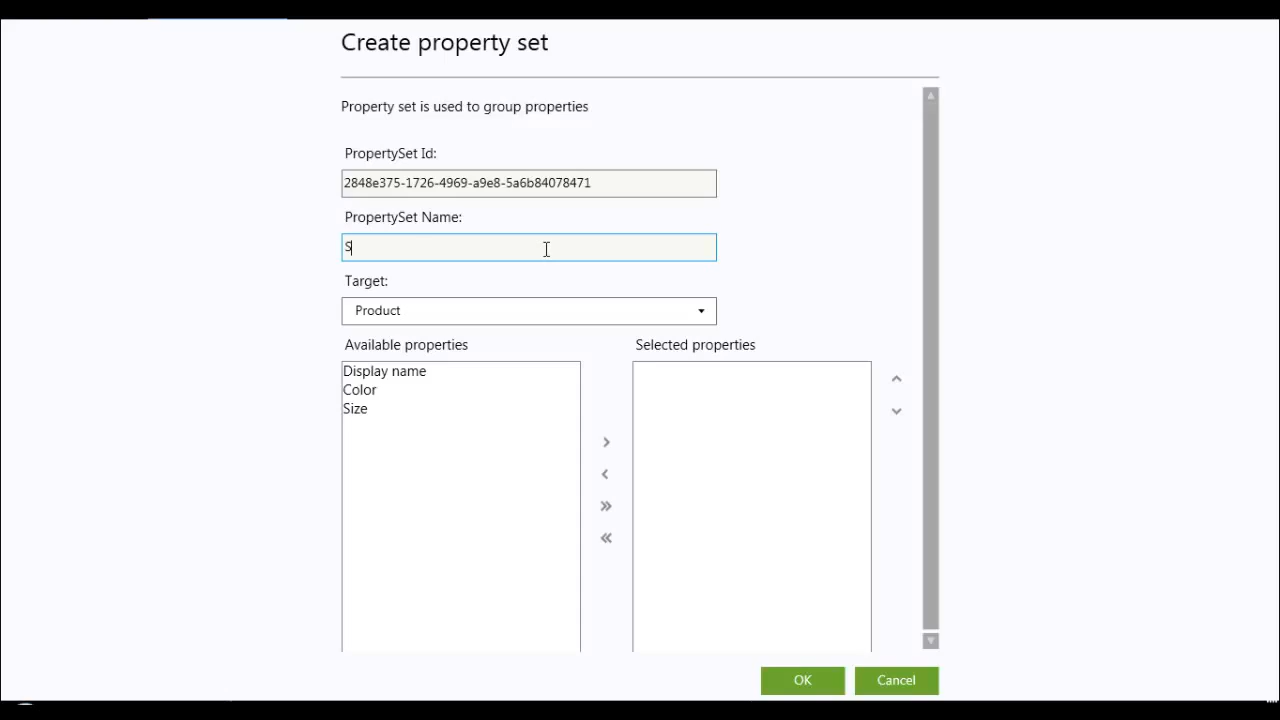 Create property set
Property set is used to group properties
PropertySet Id:
2848e375-1726-4969-a9e8-5a6b84078471
PropertySet Name:
S
Target:
Product
Available properties
Selected properties
Display name
Color
Size
OK
Cancel